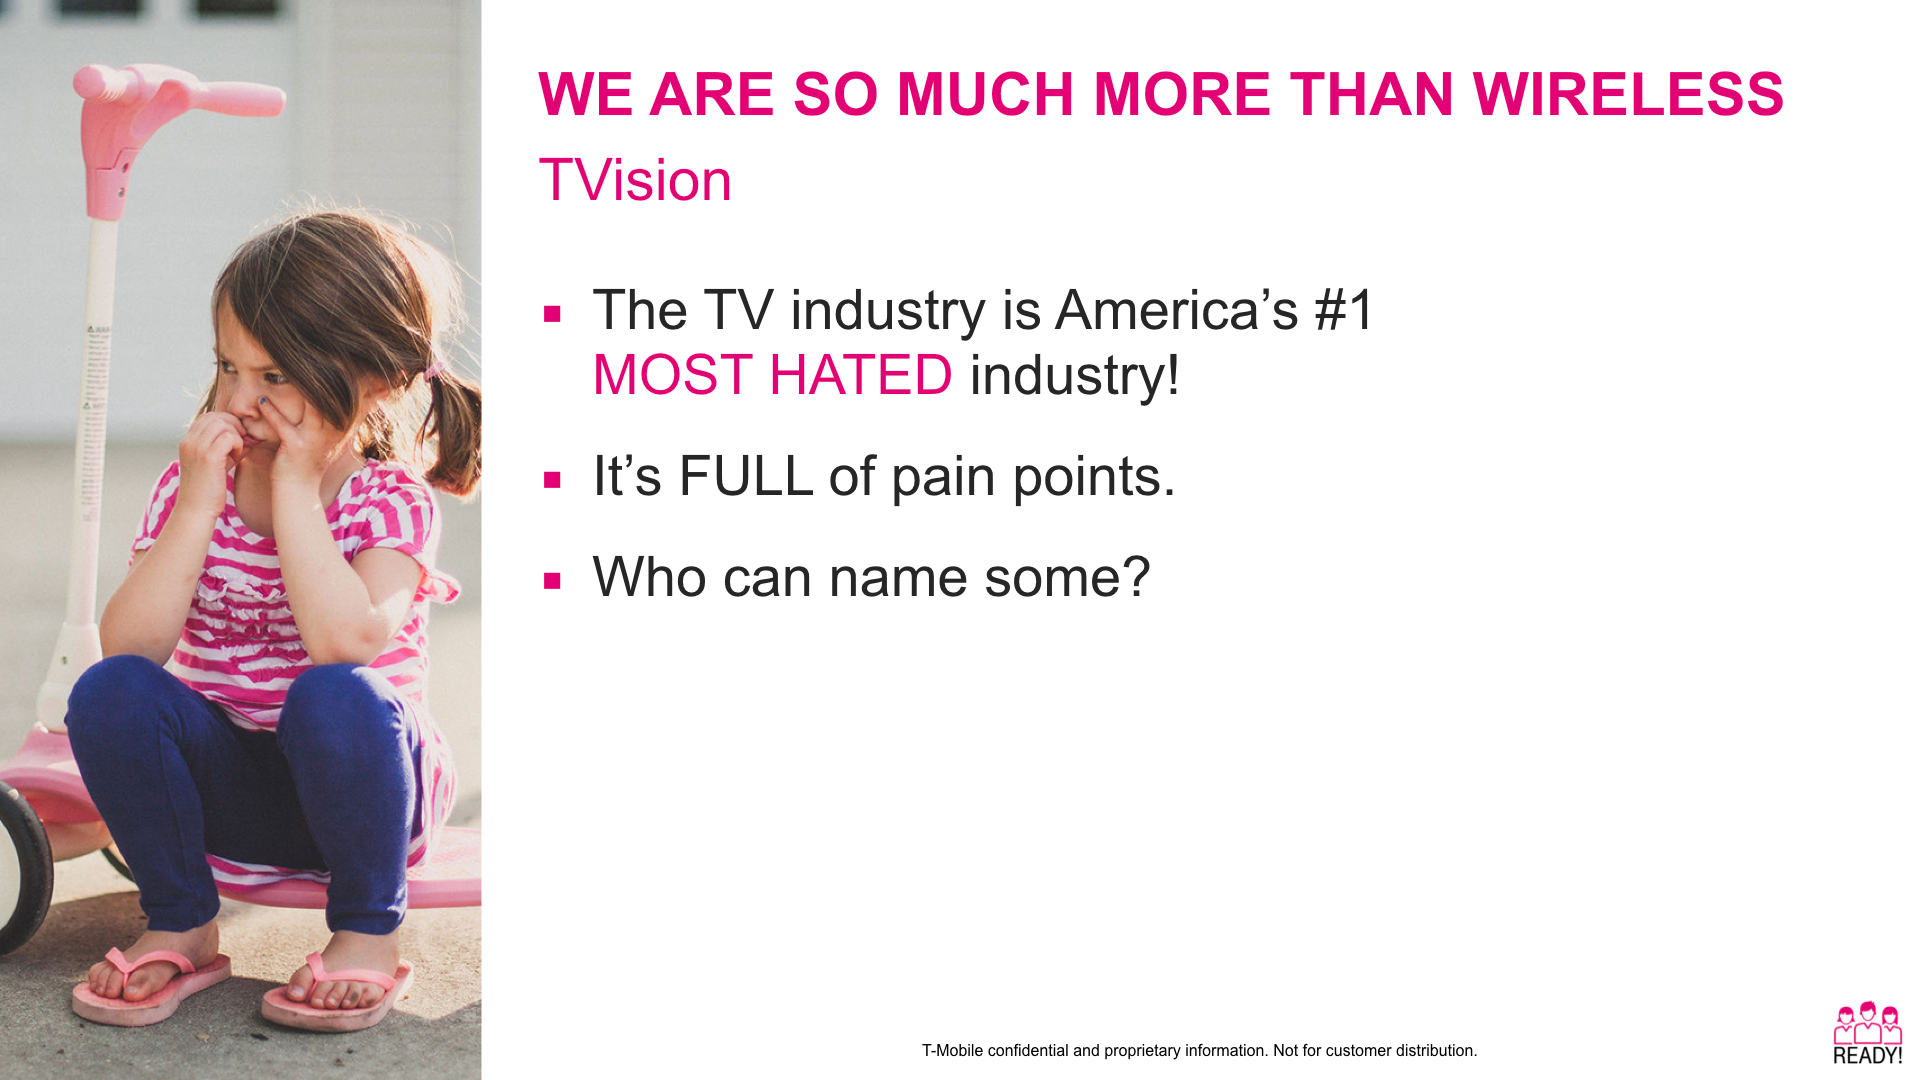 WE ARE SO MUCH MORE THAN WIRELESS
TVision
The TV industry is America’s #1
MOST HATED industry!
It’s FULL of pain points.
Who can name some?
T-Mobile confidential and proprietary information. Not for customer distribution.
READY!